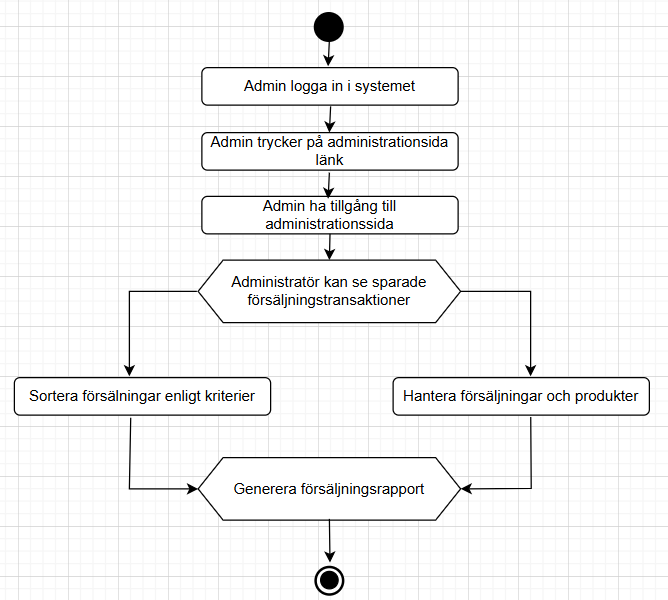 Admin logga in i systemet
Admin trycker på administrationsida
länk
Admin ha tillgång till
administrationssida
Administratör kan se sparade
försäljningstransaktioner
Sortera försälningar enligt kriterier
Hantera försäljningar och produkter
Generera försäljningsrapport